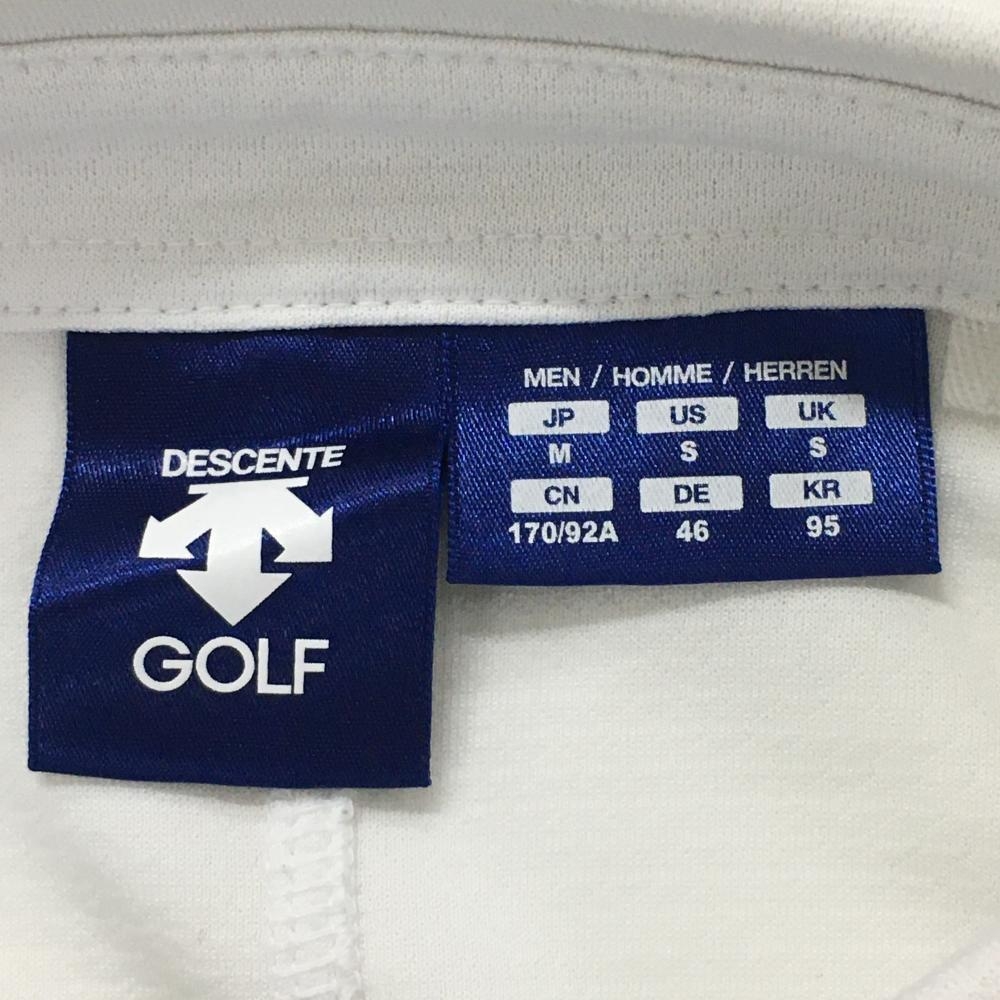 DESCENTE
GOLF
MEN / HOMME / HERREN
JP US UK
M S S
CN DE KR
170/92A 46 95